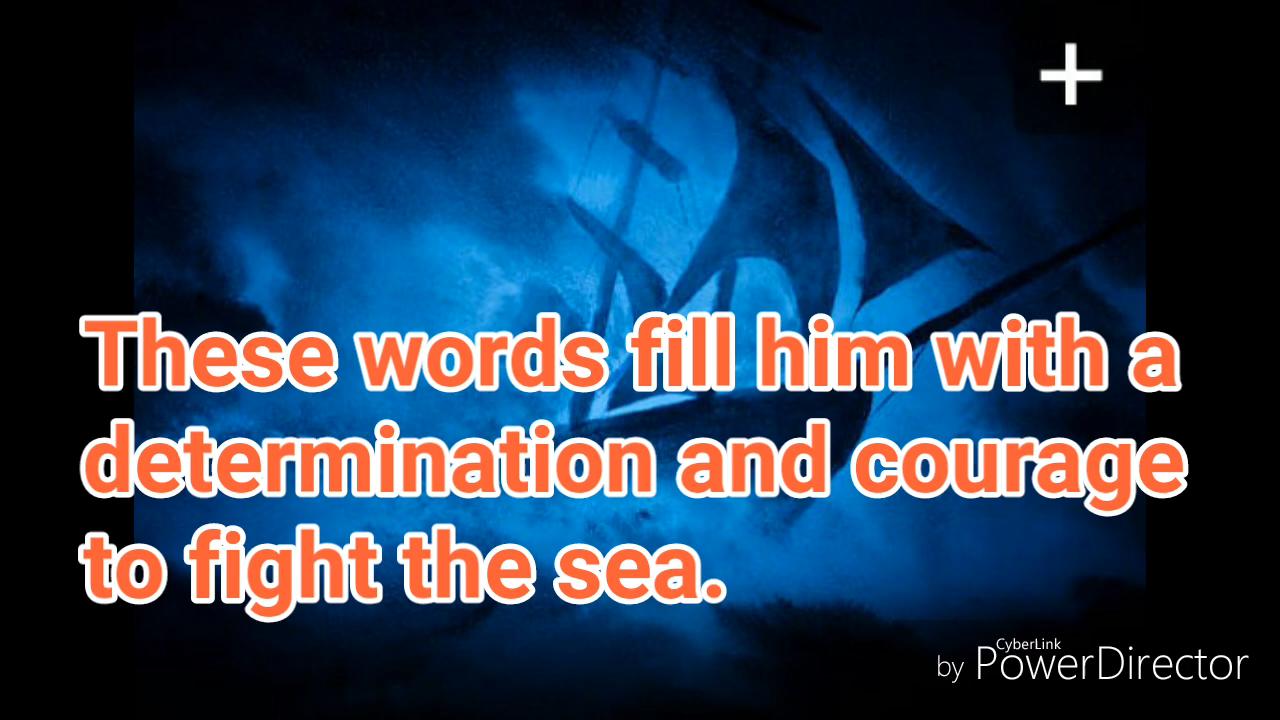 These words fill him with a
determination and courage
to fight the sea.
CyberLink
by PowerDirector